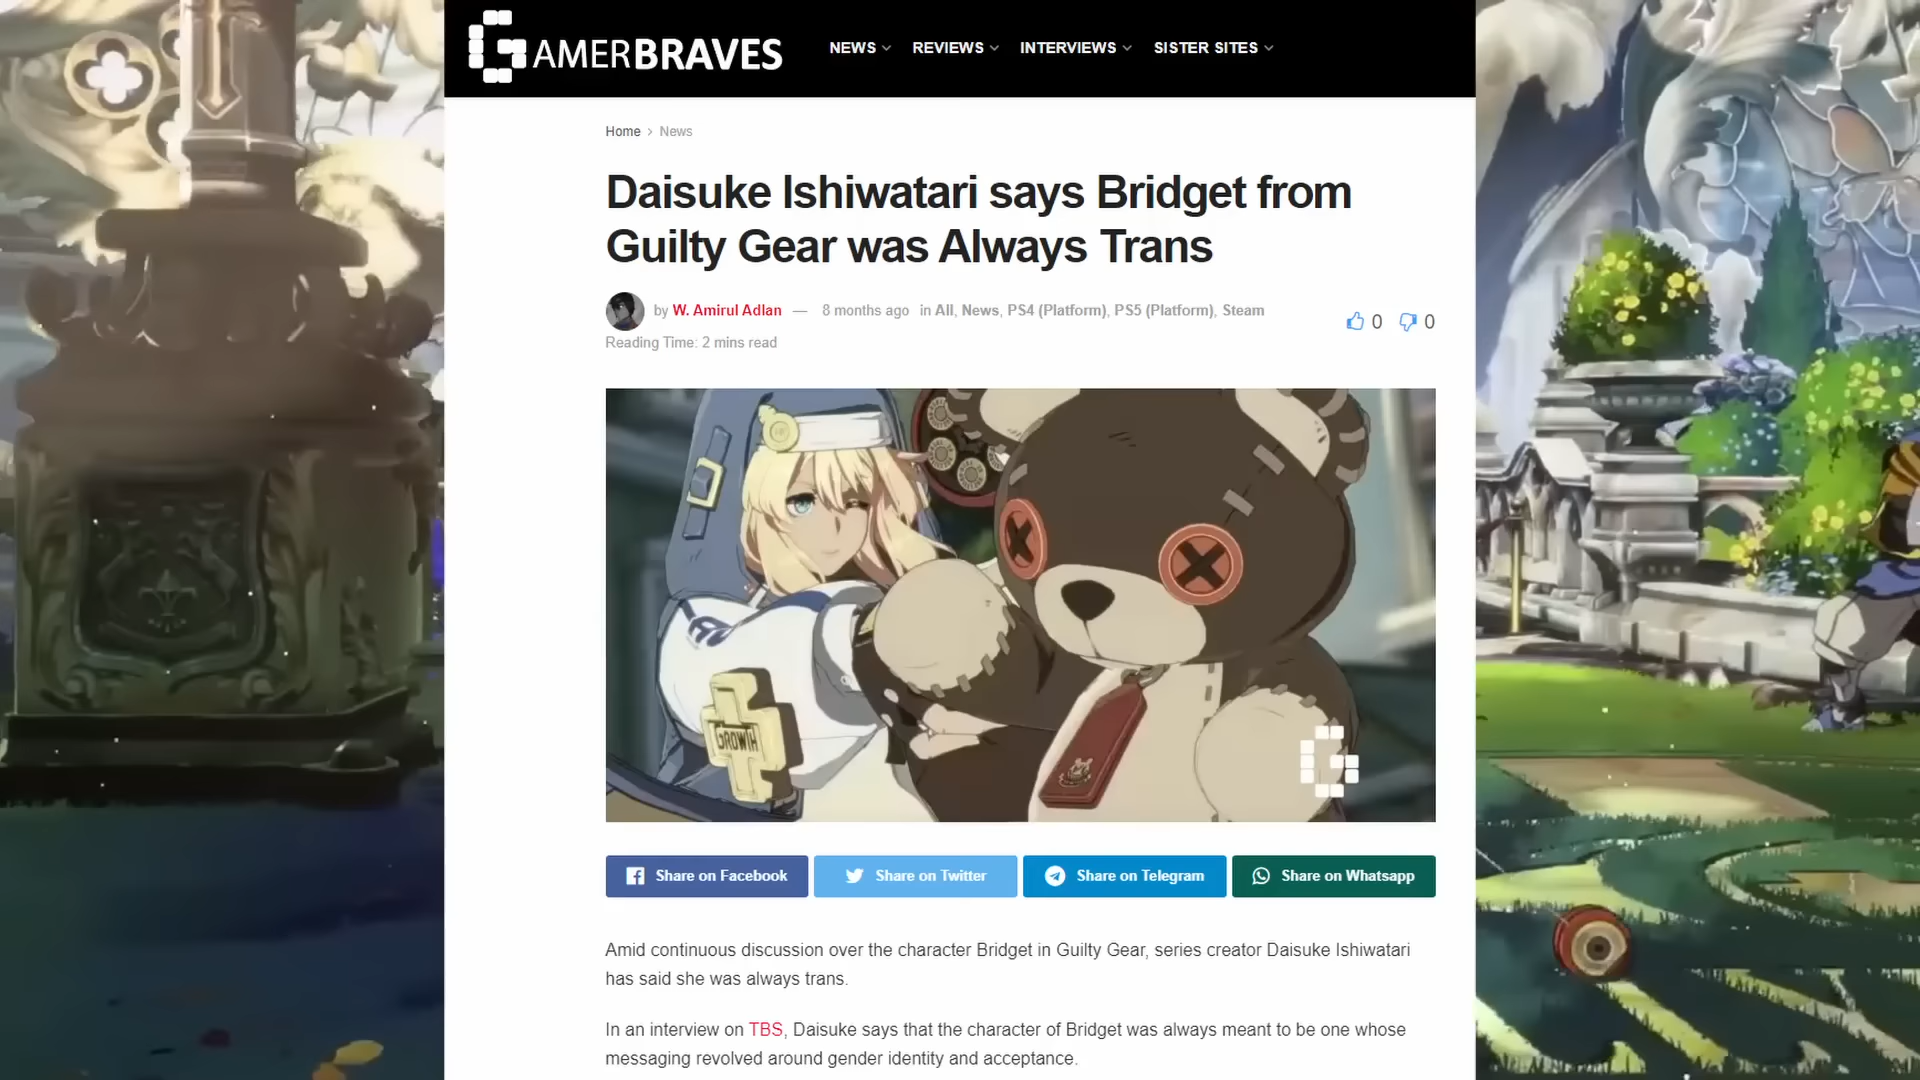 GAMERBRAVES
NEWS REVIEWS INTERVIEWS SISTER SITES
Home > News
Daisuke Ishiwatari says Bridget from
Guilty Gear was Always Trans
by W. Amirul Adlan — 8 months ago in All, News, PS4 (Platform), PS5 (Platform), Steam
0 0
Reading Time: 2 mins read
GROWTH
Share on Facebook Share on Twitter Share on Telegram Share on Whatsapp
Amid continuous discussion over the character Bridget in Guilty Gear, series creator Daisuke Ishiwatari
has said she was always trans.
In an interview on TBS, Daisuke says that the character of Bridget was always meant to be one whose
messaging revolved around gender identity and acceptance.